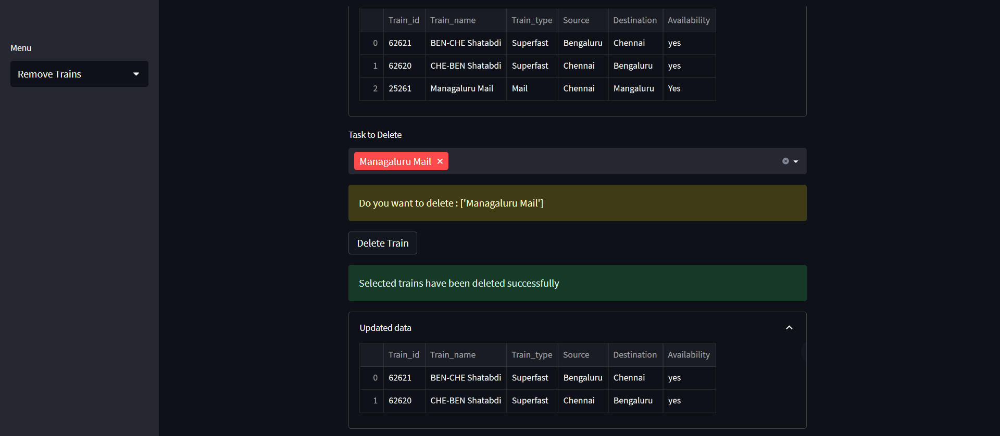 Menu
Remove Trains
Train_id Train_name Train_type Source Destination Availability
0 62621 BEN-CHE Shatabdi Superfast Bengaluru Chennai yes
1 62620 CHE-BEN Shatabdi Superfast Chennai Bengaluru yes
2 25261 Managaluru Mail Mail Chennai Mangaluru Yes
Task to Delete
Managaluru Mail
Do you want to delete : ['Managaluru Mail']
Delete Train
Selected trains have been deleted successfully
Updated data
Train_id Train_name Train_type Source Destination Availability
0 62621 BEN-CHE Shatabdi Superfast Bengaluru Chennai yes
1 62620 CHE-BEN Shatabdi Superfast Chennai Bengaluru yes